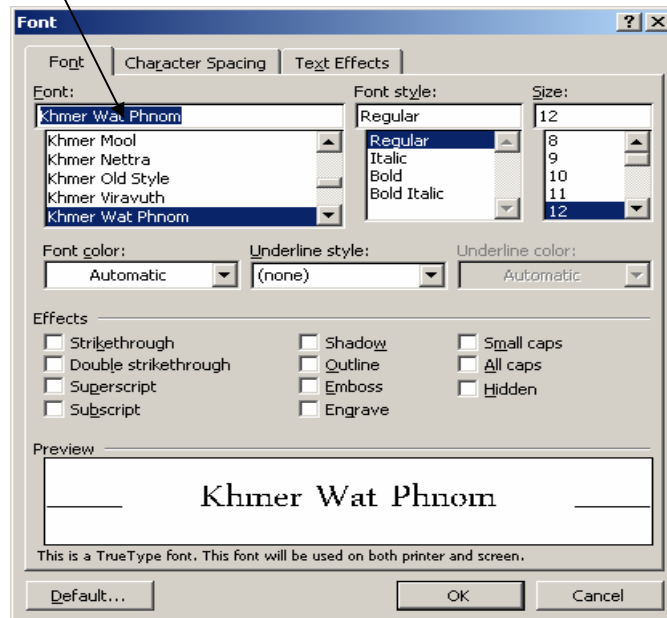 Font
Font Character Spacing Text Effects
Font: Font style: Size:
Khmer Wat Phnom Regular 12
Khmer Mool Regular 8
Khmer Nettra Italic 9
Khmer Old Style Bold 10
Khmer Viravuth Bold Italic 11
Khmer Wat Phnom 12
Font color: Underline style: Underline color:
Automatic (none) Automatic
Effects
Strikethrough Shadow Small caps
Double strikethrough Outline All caps
Superscript Emboss Hidden
Subscript Engrave
Preview
Khmer Wat Phnom
This is a TrueType font. This font will be used on both printer and screen.
Default... OK Cancel